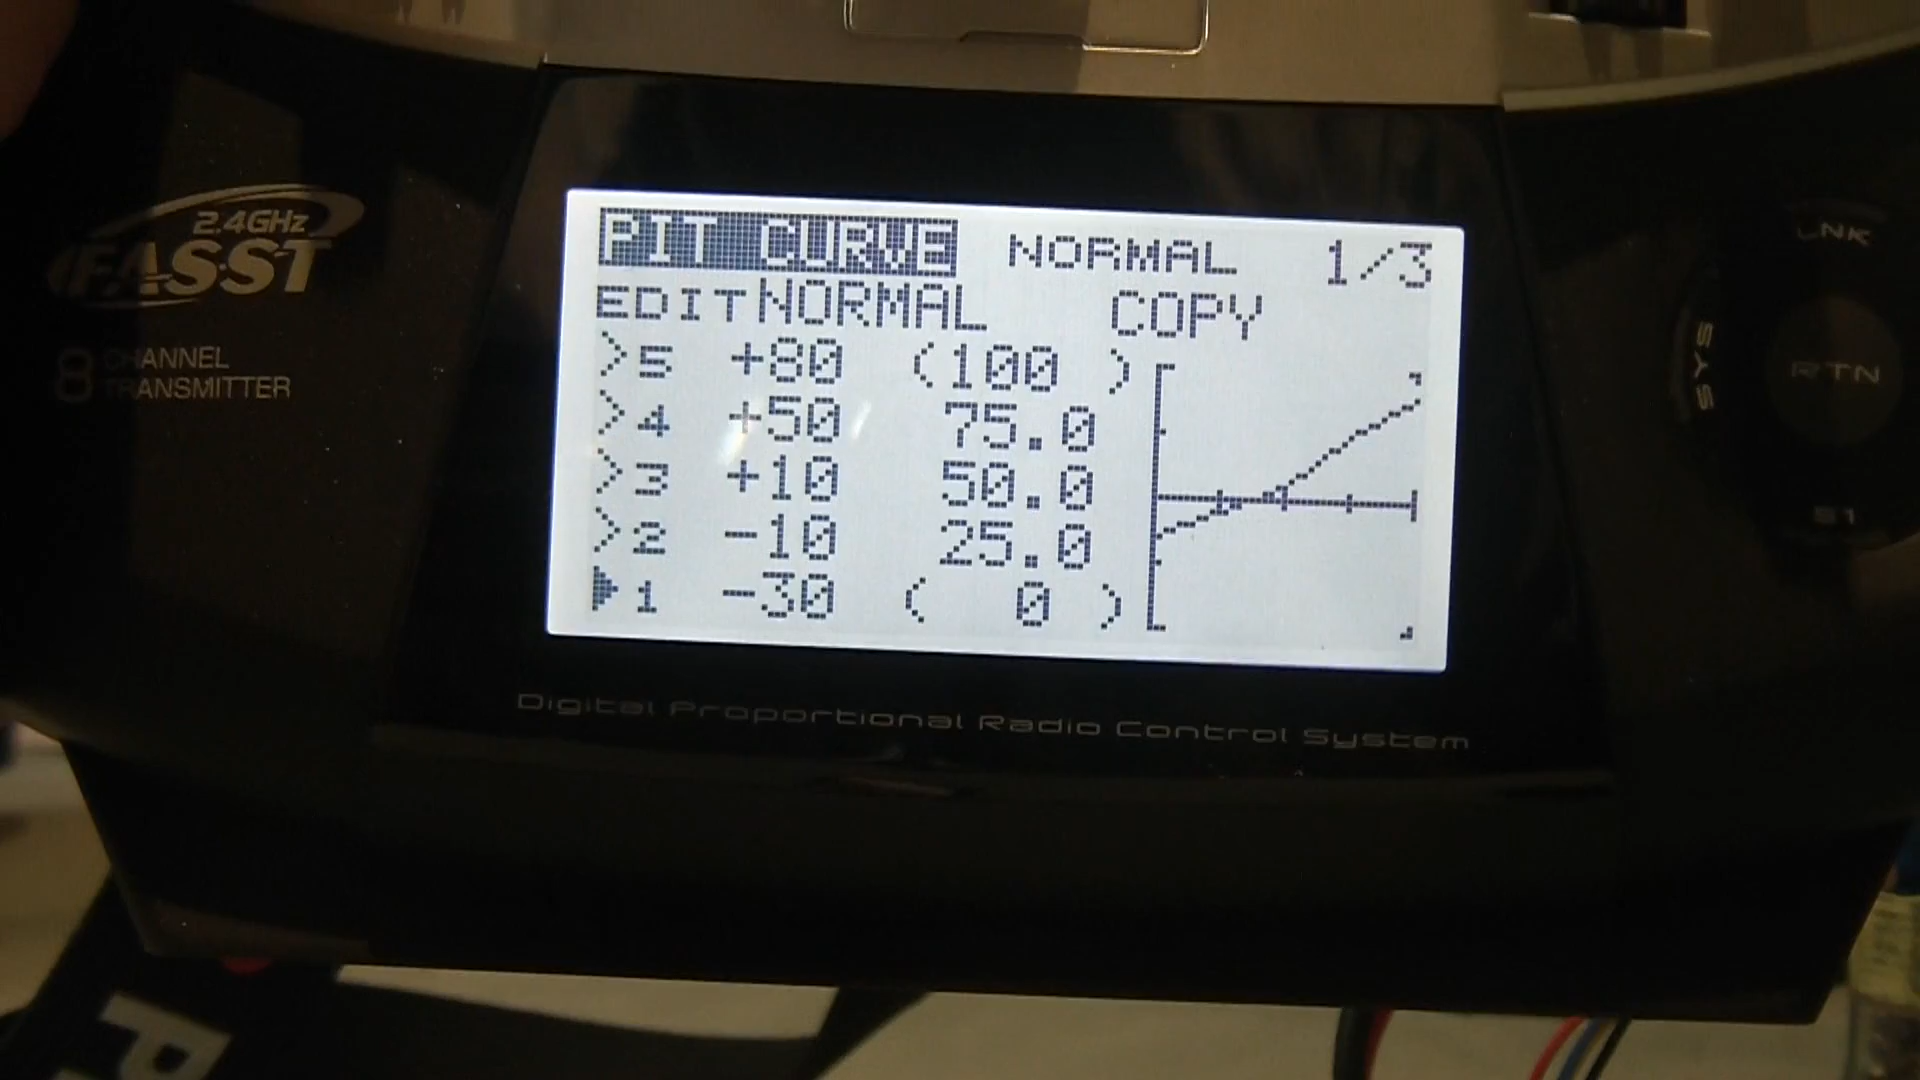 PIT CURVE NORMAL 1/3
EDIT NORMAL COPY
>5 +80 (100 )
>4 +50 75.0
>3 +10 50.0
>2 -10 25.0
▶1 -30 ( 0 )
2.4GHz
FASST
8 CHANNEL
TRANSMITTER
LNK
SYS
RTN
S1
Digital Proportional Radio Control System
P